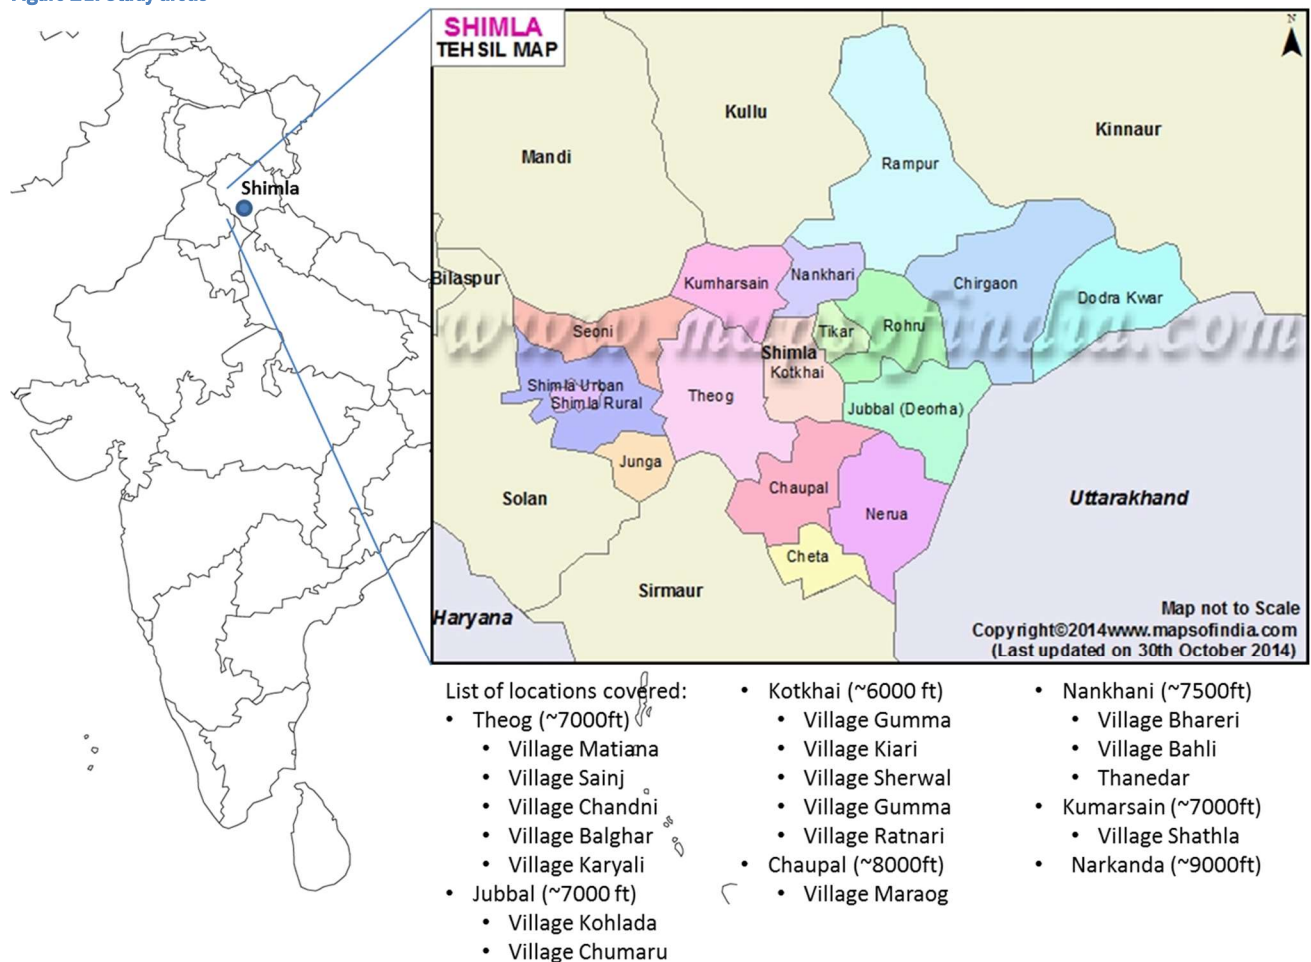 Figure 21: Study areas
SHIMLA
TEHSIL MAP
N
Kullu
Kinnaur
Mandi
Rampur
Shimla
Bilaspur
Kumharsain
Nankhari
Chirgaon
Dodra Kwar
www.mapsofindia.com
Seoni
Tikar
Rohru
Shimla
Kotkhai
Shimla Urban
Shimla Rural
Theog
Jubbal (Deorha)
Junga
Chaupal
Solan
Nerua
Uttarakhand
Cheta
Sirmaur
Haryana
Map not to Scale
Copyright©2014www.mapsofindia.com
(Last updated on 30th October 2014)
List of locations covered:
• Theog (~7000ft)
• Village Matiana
• Village Sainj
• Village Chandni
• Village Balghar
• Village Karyali
• Jubbal (~7000 ft)
• Village Kohlada
• Village Chumaru
• Kotkhai (~6000 ft)
• Village Gumma
• Village Kiari
• Village Sherwal
• Village Gumma
• Village Ratnari
• Chaupal (~8000ft)
• Village Maraog
• Nankhani (~7500ft)
• Village Bhareri
• Village Bahli
• Thanedar
• Kumarsain (~7000ft)
• Village Shathla
• Narkanda (~9000ft)